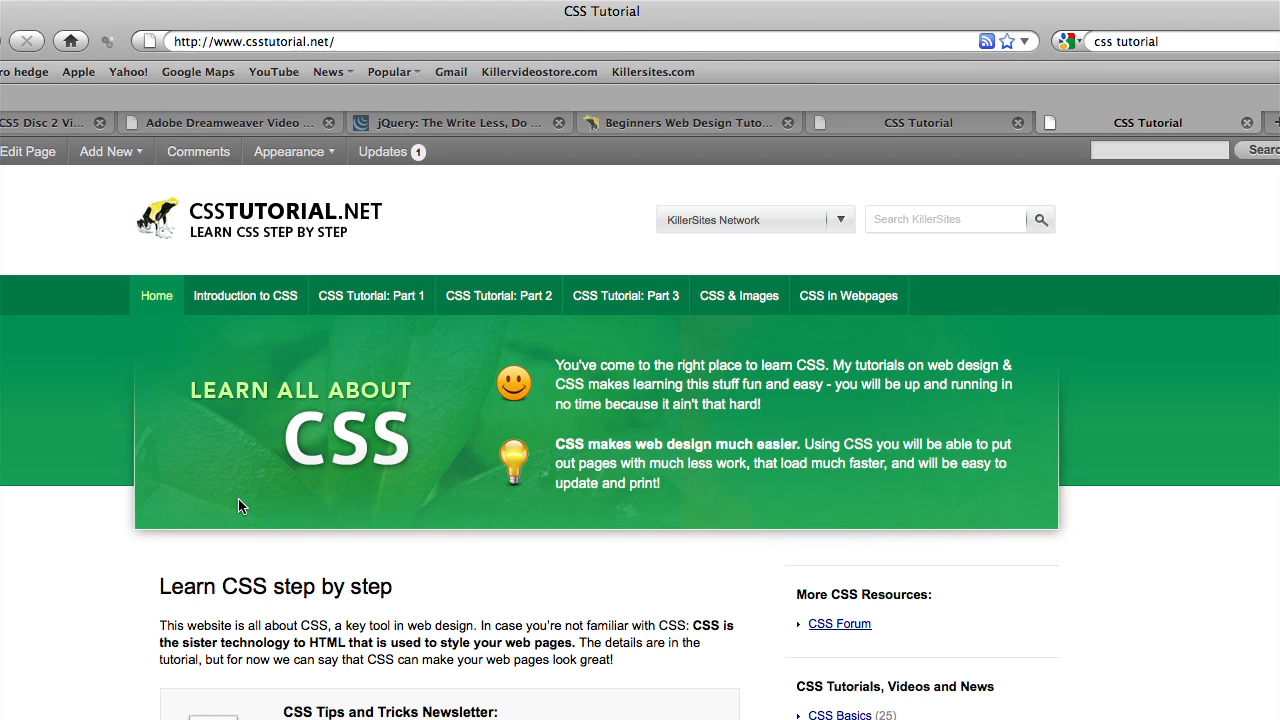 CSS Tutorial
http://www.csstutorial.net/
css tutorial
ro hedge Apple Yahoo! Google Maps YouTube News Popular Gmail Killervideostore.com Killersites.com
CS5 Disc 2 Vi... Adobe Dreamweaver Video ... jQuery: The Write Less, Do ... Beginners Web Design Tuto... CSS Tutorial CSS Tutorial
Edit Page Add New Comments Appearance Updates 1 Searc
CSSTUTORIAL.NET
LEARN CSS STEP BY STEP
KillerSites Network
Search KillerSites
Home Introduction to CSS CSS Tutorial: Part 1 CSS Tutorial: Part 2 CSS Tutorial: Part 3 CSS & Images CSS in Webpages
LEARN ALL ABOUT
CSS
You've come to the right place to learn CSS. My tutorials on web design &
CSS makes learning this stuff fun and easy - you will be up and running in
no time because it ain't that hard!
CSS makes web design much easier. Using CSS you will be able to put
out pages with much less work, that load much faster, and will be easy to
update and print!
Learn CSS step by step
This website is all about CSS, a key tool in web design. In case you're not familiar with CSS: CSS is
the sister technology to HTML that is used to style your web pages. The details are in the
tutorial, but for now we can say that CSS can make your web pages look great!
CSS Tips and Tricks Newsletter:
More CSS Resources:
CSS Forum
CSS Tutorials, Videos and News
CSS Basics (25)